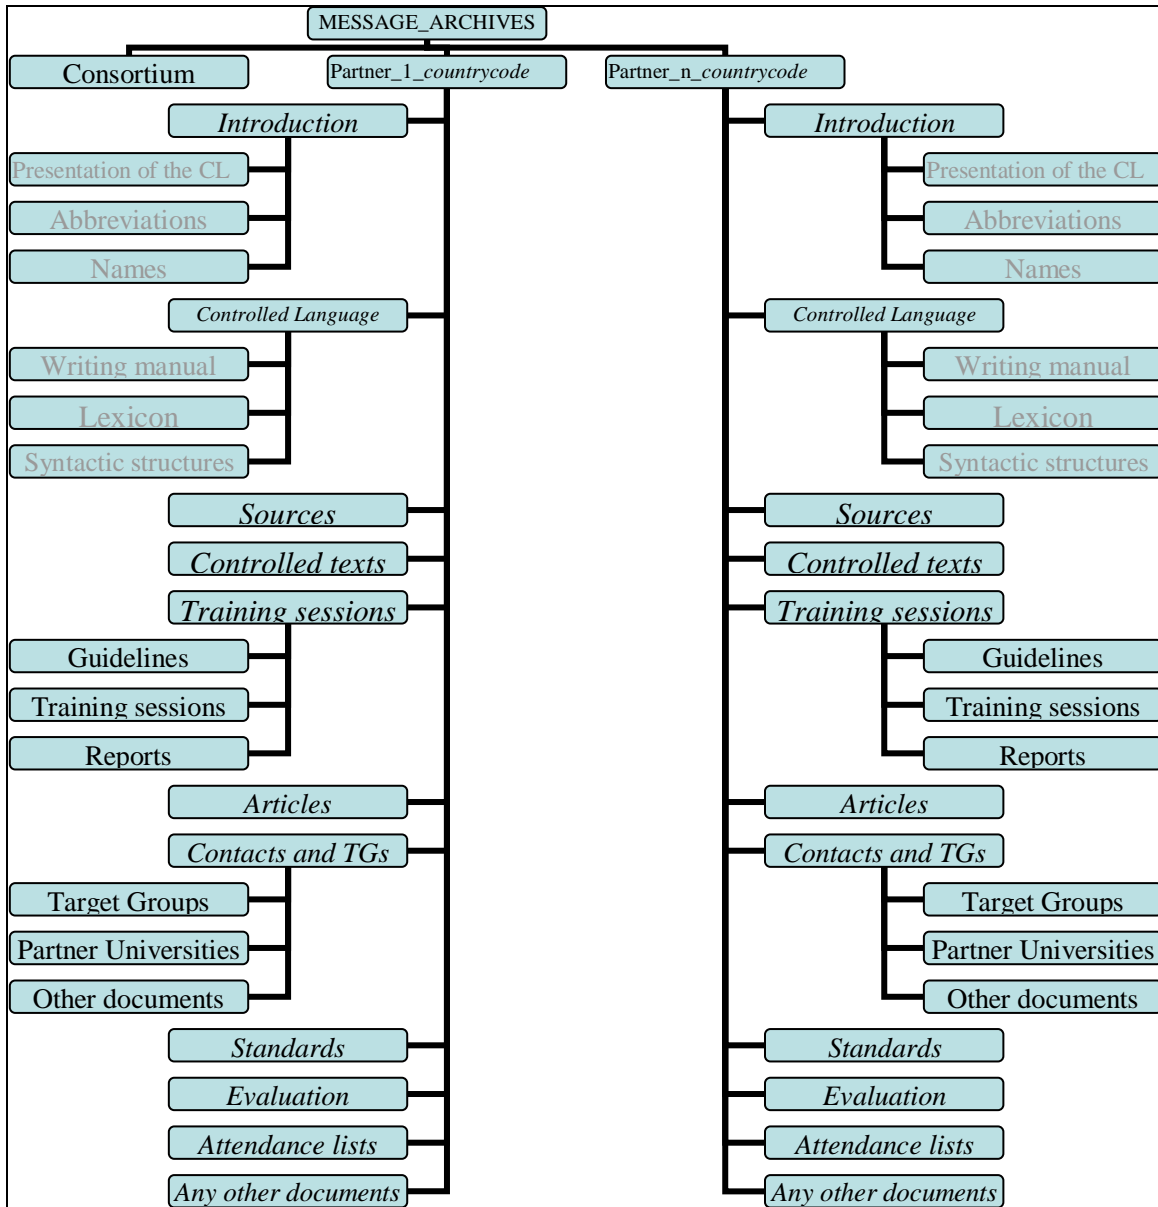 MESSAGE_ARCHIVES
Consortium
Partner_1_countrycode
Partner_n_countrycode
Introduction
Introduction
Presentation of the CL
Presentation of the CL
Abbreviations
Abbreviations
Names
Names
Controlled Language
Controlled Language
Writing manual
Writing manual
Lexicon
Lexicon
Syntactic structures
Syntactic structures
Sources
Sources
Controlled texts
Controlled texts
Training sessions
Training sessions
Guidelines
Guidelines
Training sessions
Training sessions
Reports
Reports
Articles
Articles
Contacts and TGs
Contacts and TGs
Target Groups
Target Groups
Partner Universities
Partner Universities
Other documents
Other documents
Standards
Standards
Evaluation
Evaluation
Attendance lists
Attendance lists
Any other documents
Any other documents